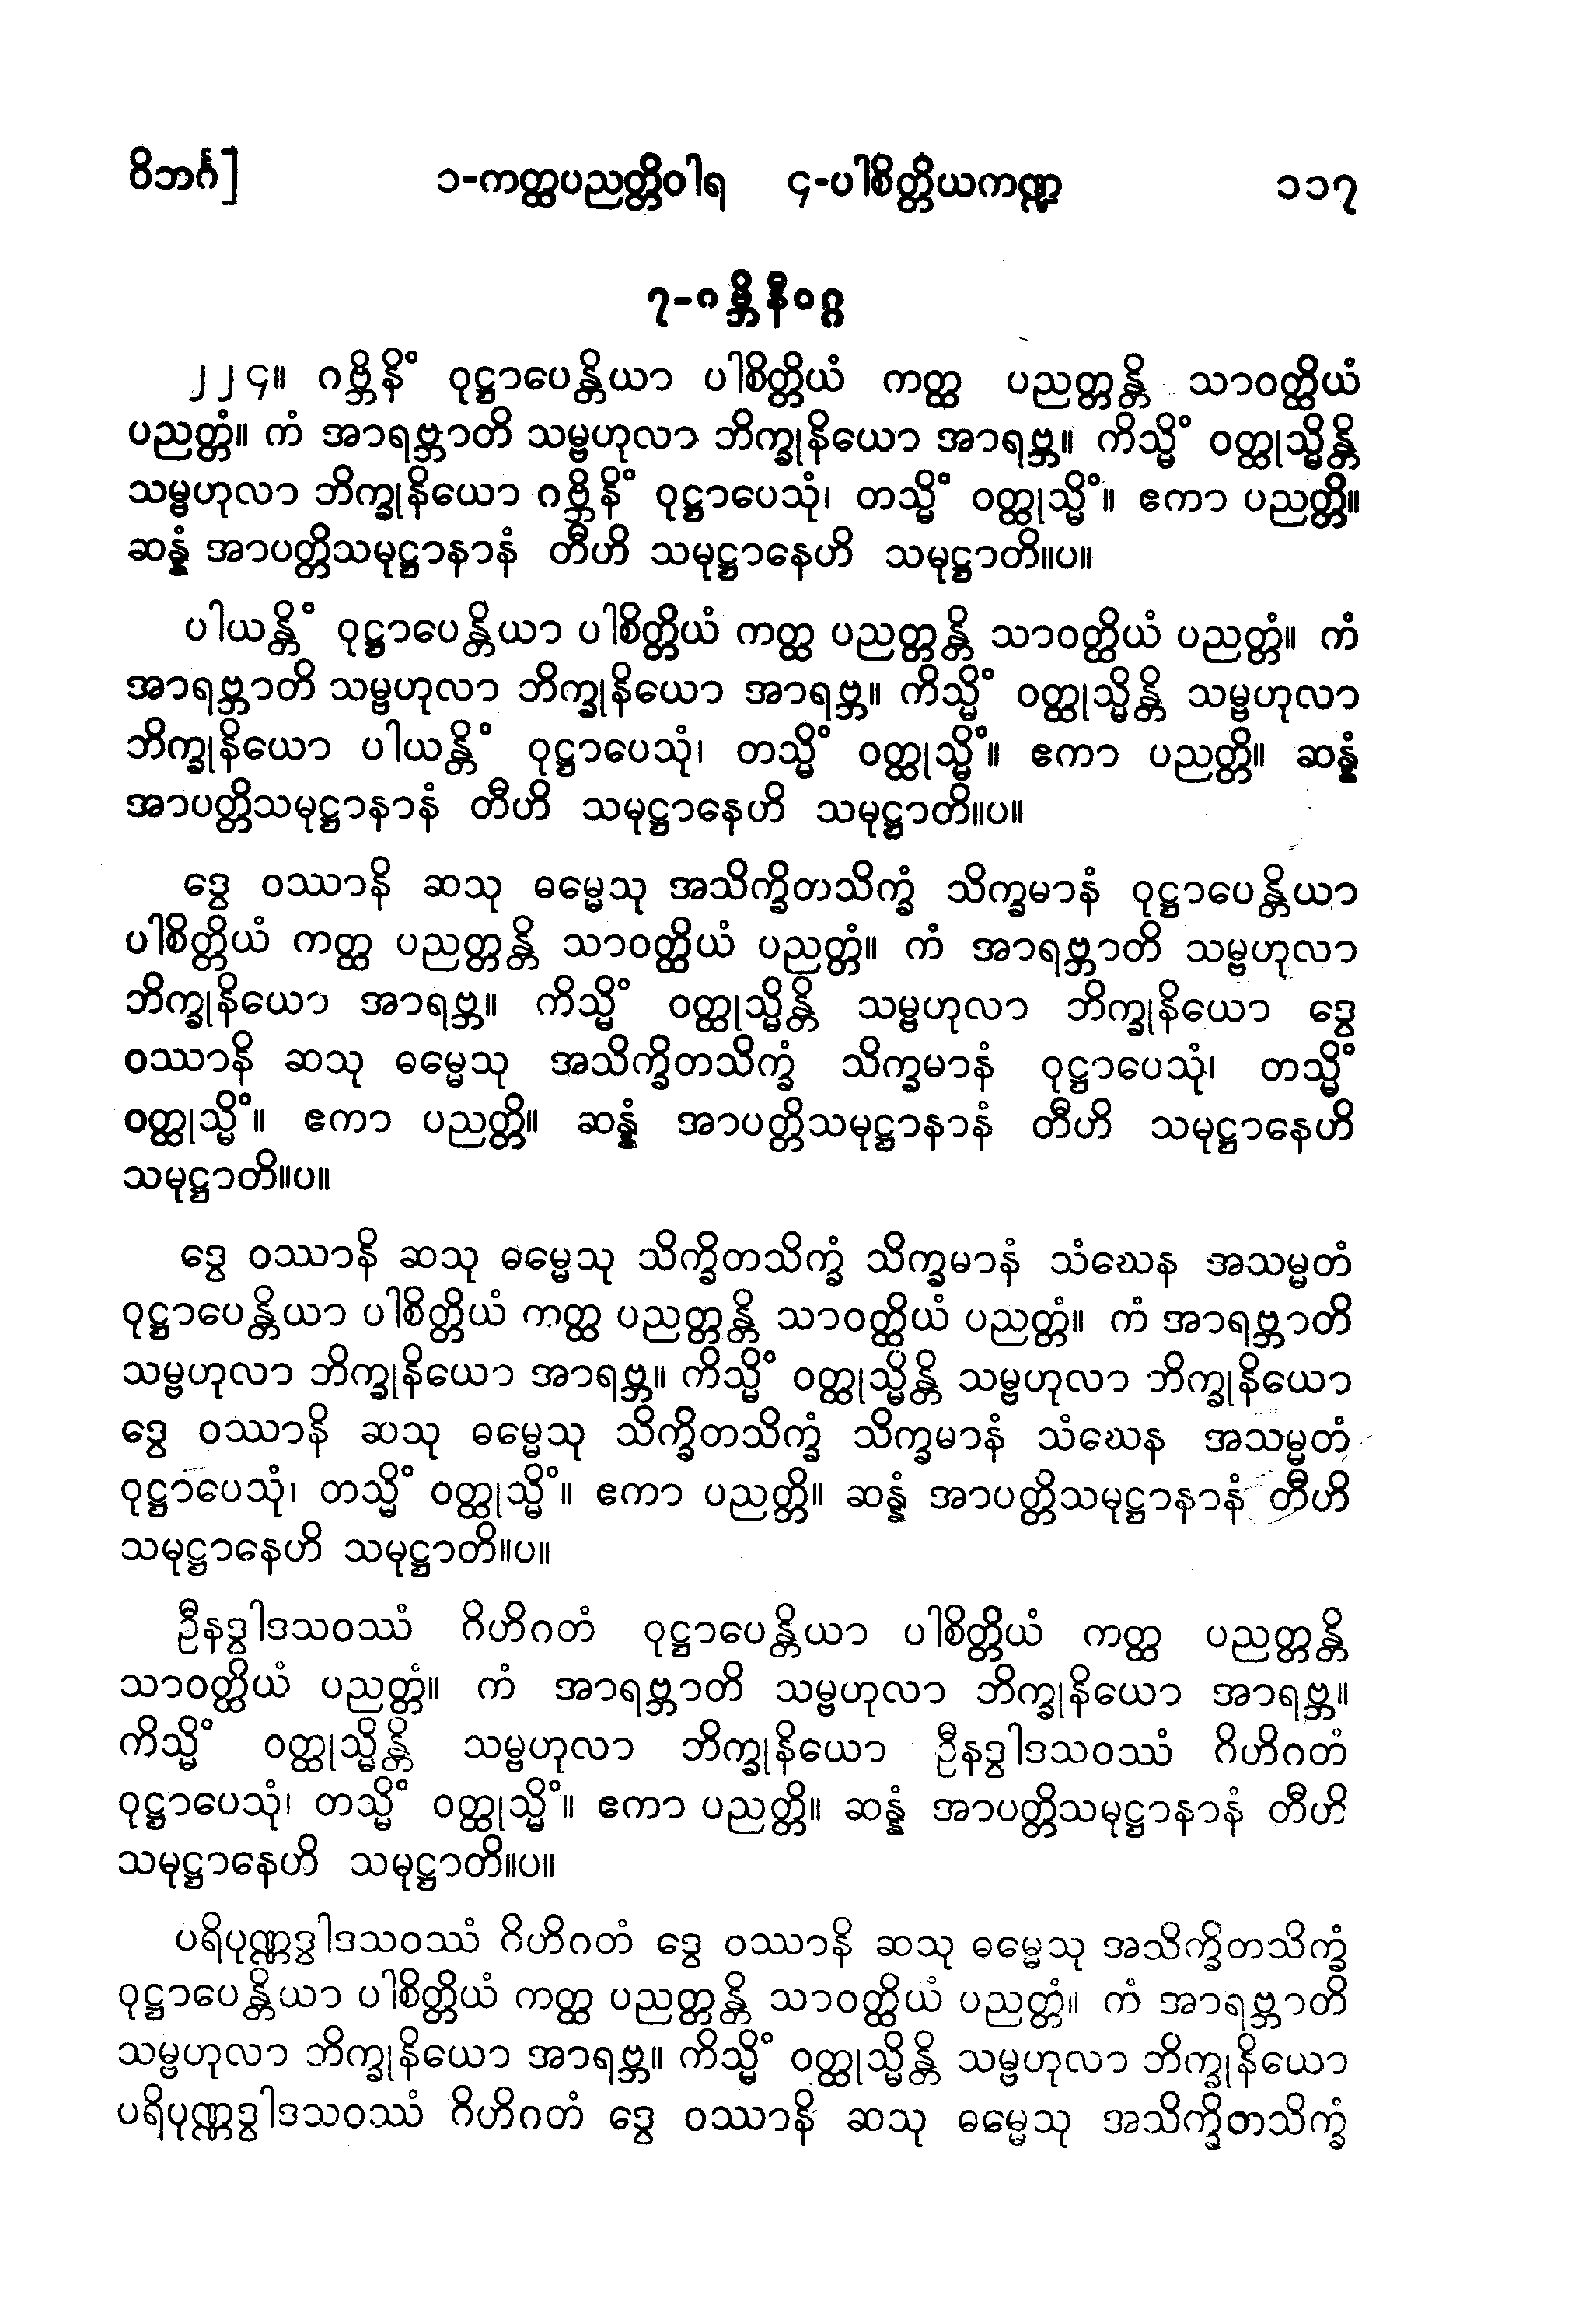 ဝိဘင်္ဂ] ၁-ကတ္ထပညတ္တိဝါရ ၄-ပါစိတ္တိယကဏ္ဍ ၁၁၇
၇-ဂဗ္ဘိနီဝဂ္ဂ
၂၂၄။ ဂဗ္ဘိနိံ ဝုဋ္ဌာပေန္တိယာ ပါစိတ္တိယံ ကတ္ထ ပညတ္တန္တိ သာဝတ္ထိယံ
ပညတ္တံ။ ကံ အာရဗ္ဘာတိ သမ္ဗဟုလာ ဘိက္ခုနိယော အာရဗ္ဘ။ ကိသ္မိံ ဝတ္ထုသ္မိန္တိ
သမ္ဗဟုလာ ဘိက္ခုနိယော ဂဗ္ဘိနိံ ဝုဋ္ဌာပေသုံ၊ တသ္မိံ ဝတ္ထုသ္မိံ။ ဧကာ ပညတ္တိ။
ဆန္နံ အာပတ္တိသမုဋ္ဌာနာနံ တီဟိ သမုဋ္ဌာနေဟိ သမုဋ္ဌာတိ။ပ။
ပါယန္တိံ ဝုဋ္ဌာပေန္တိယာ ပါစိတ္တိယံ ကတ္ထ ပညတ္တန္တိ သာဝတ္ထိယံ ပညတ္တံ။ ကံ
အာရဗ္ဘာတိ သမ္ဗဟုလာ ဘိက္ခုနိယော အာရဗ္ဘ။ ကိသ္မိံ ဝတ္ထုသ္မိန္တိ သမ္ဗဟုလာ
ဘိက္ခုနိယော ပါယန္တိံ ဝုဋ္ဌာပေသုံ၊ တသ္မိံ ဝတ္ထုသ္မိံ။ ဧကာ ပညတ္တိ။ ဆန္နံ
အာပတ္တိသမုဋ္ဌာနာနံ တီဟိ သမုဋ္ဌာနေဟိ သမုဋ္ဌာတိ။ပ။
ဒွေ ဝဿာနိ ဆသု ဓမ္မေသု အသိက္ခိတသိက္ခံ သိက္ခမာနံ ဝုဋ္ဌာပေန္တိယာ
ပါစိတ္တိယံ ကတ္ထ ပညတ္တန္တိ သာဝတ္ထိယံ ပညတ္တံ။ ကံ အာရဗ္ဘာတိ သမ္ဗဟုလာ
ဘိက္ခုနိယော အာရဗ္ဘ။ ကိသ္မိံ ဝတ္ထုသ္မိန္တိ သမ္ဗဟုလာ ဘိက္ခုနိယော ဒွေ
ဝဿာနိ ဆသု ဓမ္မေသု အသိက္ခိတသိက္ခံ သိက္ခမာနံ ဝုဋ္ဌာပေသုံ၊ တသ္မိံ
ဝတ္ထုသ္မိံ။ ဧကာ ပညတ္တိ။ ဆန္နံ အာပတ္တိသမုဋ္ဌာနာနံ တီဟိ သမုဋ္ဌာနေဟိ
သမုဋ္ဌာတိ။ပ။
ဒွေ ဝဿာနိ ဆသု ဓမ္မေသု သိက္ခိတသိက္ခံ သိက္ခမာနံ သံဃေန အသမ္မတံ
ဝုဋ္ဌာပေန္တိယာ ပါစိတ္တိယံ ကတ္ထ ပညတ္တန္တိ သာဝတ္ထိယံ ပညတ္တံ။ ကံ အာရဗ္ဘာတိ
သမ္ဗဟုလာ ဘိက္ခုနိယော အာရဗ္ဘ။ ကိသ္မိံ ဝတ္ထုသ္မိန္တိ သမ္ဗဟုလာ ဘိက္ခုနိယော
ဒွေ ဝဿာနိ ဆသု ဓမ္မေသု သိက္ခိတသိက္ခံ သိက္ခမာနံ သံဃေန အသမ္မတံ
ဝုဋ္ဌာပေသုံ၊ တသ္မိံ ဝတ္ထုသ္မိံ။ ဧကာ ပညတ္တိ။ ဆန္နံ အာပတ္တိသမုဋ္ဌာနာနံ တီဟိ
သမုဋ္ဌာနေဟိ သမုဋ္ဌာတိ။ပ။
ဦနဒွါဒသဝဿံ ဂိဟိဂတံ ဝုဋ္ဌာပေန္တိယာ ပါစိတ္တိယံ ကတ္ထ ပညတ္တန္တိ
သာဝတ္ထိယံ ပညတ္တံ။ ကံ အာရဗ္ဘာတိ သမ္ဗဟုလာ ဘိက္ခုနိယော အာရဗ္ဘ။
ကိသ္မိံ ဝတ္ထုသ္မိန္တိ သမ္ဗဟုလာ ဘိက္ခုနိယော ဦနဒွါဒသဝဿံ ဂိဟိဂတံ
ဝုဋ္ဌာပေသုံ၊ တသ္မိံ ဝတ္ထုသ္မိံ။ ဧကာ ပညတ္တိ။ ဆန္နံ အာပတ္တိသမုဋ္ဌာနာနံ တီဟိ
သမုဋ္ဌာနေဟိ သမုဋ္ဌာတိ။ပ။
ပရိပုဏ္ဏဒွါဒသဝဿံ ဂိဟိဂတံ ဒွေ ဝဿာနိ ဆသု ဓမ္မေသု အသိက္ခိတသိက္ခံ
ဝုဋ္ဌာပေန္တိယာ ပါစိတ္တိယံ ကတ္ထ ပညတ္တန္တိ သာဝတ္ထိယံ ပညတ္တံ။ ကံ အာရဗ္ဘာတိ
သမ္ဗဟုလာ ဘိက္ခုနိယော အာရဗ္ဘ။ ကိသ္မိံ ဝတ္ထုသ္မိန္တိ သမ္ဗဟုလာ ဘိက္ခုနိယော
ပရိပုဏ္ဏဒွါဒသဝဿံ ဂိဟိဂတံ ဒွေ ဝဿာနိ ဆသု ဓမ္မေသု အသိက္ခိတသိက္ခံ